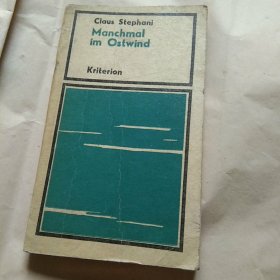 Claus Stephani
Manchmal
im Ostwind
Kriterion